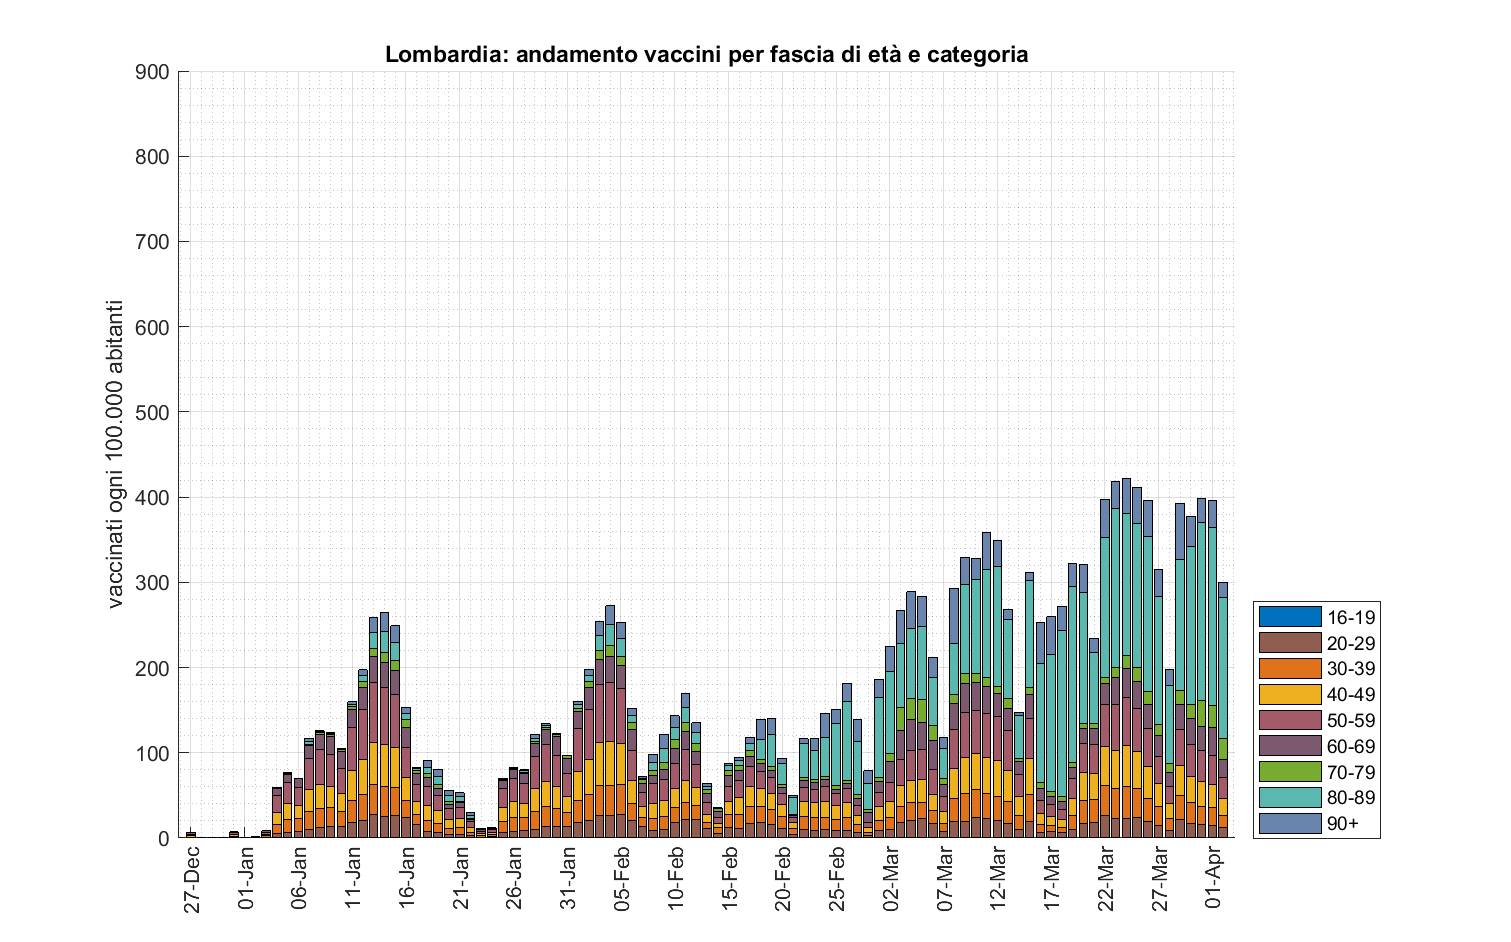 Lombardia: andamento vaccini per fascia di età e categoria
vaccinati ogni 100.000 abitanti
900
800
700
600
500
400
300
200
100
0
27-Dec
01-Jan
06-Jan
11-Jan
16-Jan
21-Jan
26-Jan
31-Jan
05-Feb
10-Feb
15-Feb
20-Feb
25-Feb
02-Mar
07-Mar
12-Mar
17-Mar
22-Mar
27-Mar
01-Apr
16-19
20-29
30-39
40-49
50-59
60-69
70-79
80-89
90+